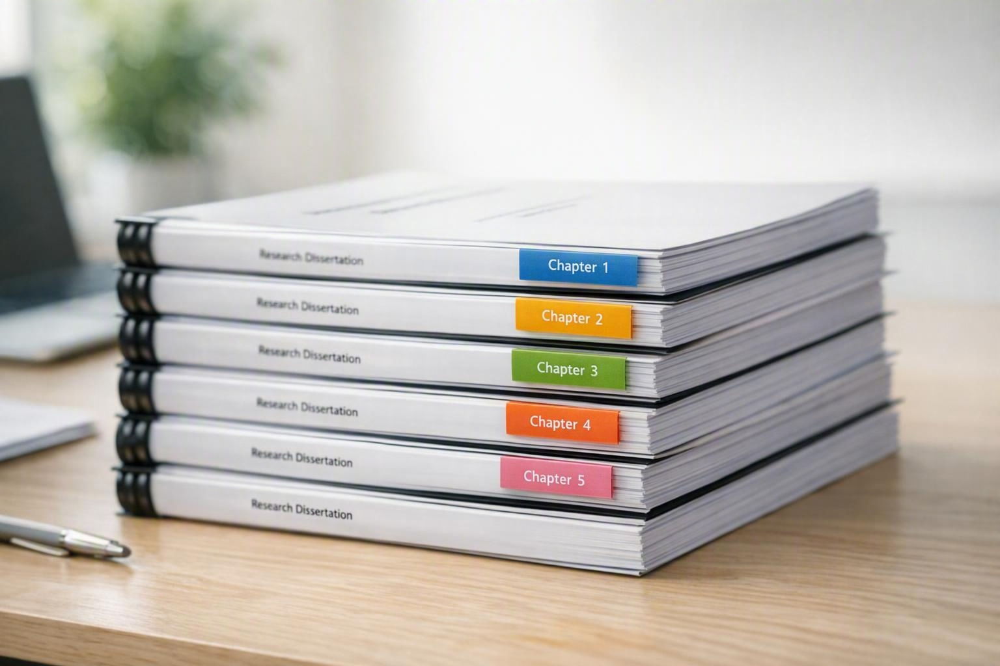 Research Dissertation Chapter 1
Research Dissertation Chapter 2
Research Dissertation Chapter 3
Research Dissertation Chapter 4
Research Dissertation Chapter 5
Research Dissertation